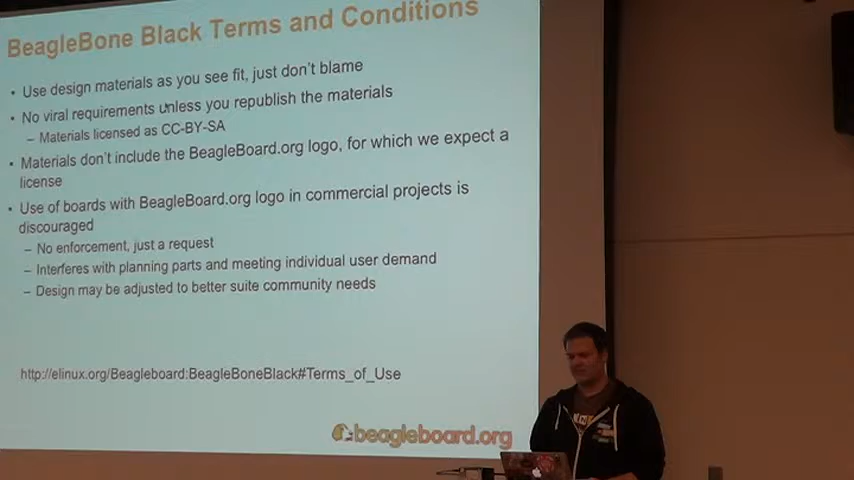 BeagleBone Black Terms and Conditions
• Use design materials as you see fit, just don't blame
• No viral requirements unless you republish the materials
– Materials licensed as CC-BY-SA
• Materials don't include the BeagleBoard.org logo, for which we expect a
license
• Use of boards with BeagleBoard.org logo in commercial projects is
discouraged
– No enforcement, just a request
– Interferes with planning parts and meeting individual user demand
– Design may be adjusted to better suite community needs
http://elinux.org/Beagleboard:BeagleBoneBlack#Terms_of_Use
beagleboard.org